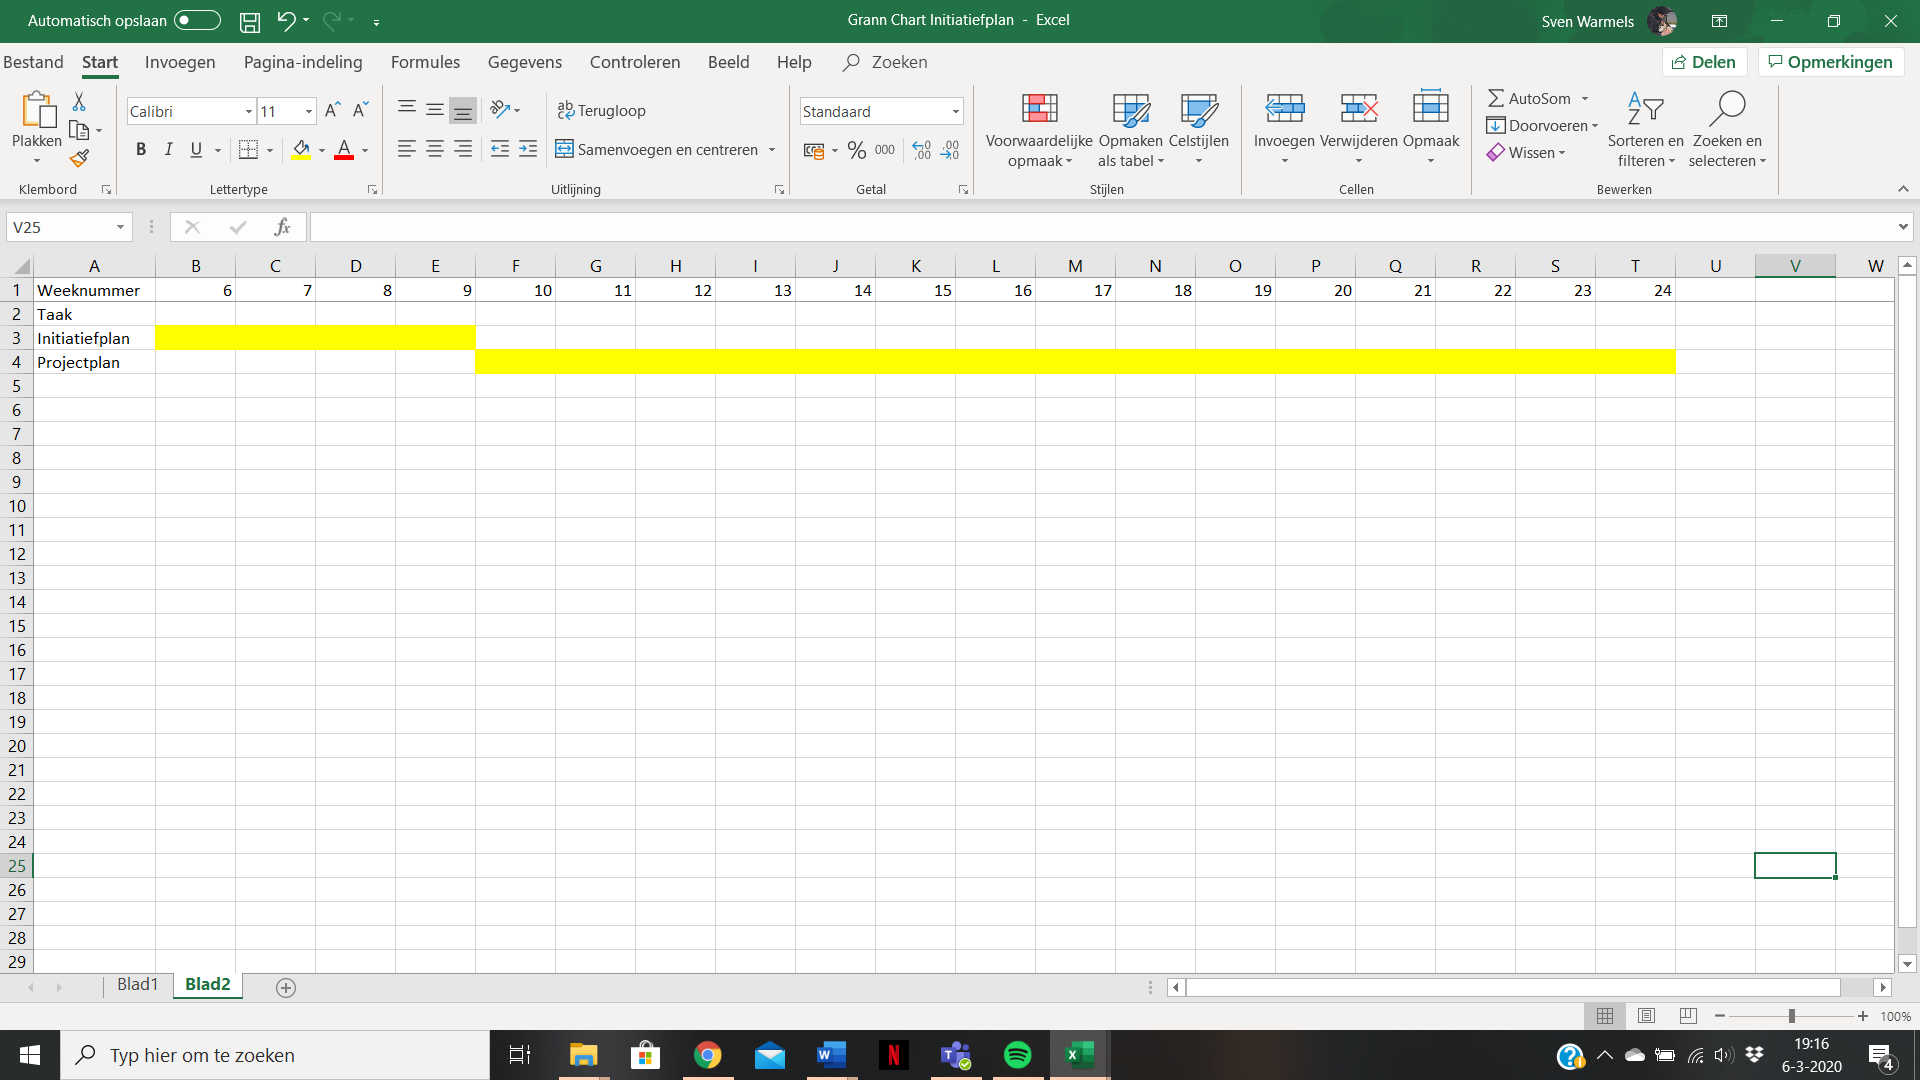 Automatisch opslaan
Grann Chart Initiatiefplan - Excel
Sven Warmels
Bestand Start Invoegen Pagina-indeling Formules Gegevens Controleren Beeld Help Zoeken
Delen Opmerkingen
Plakken
Klembord
Calibri 11
B I U
Lettertype
Terugloop
Samenvoegen en centreren
Uitlijning
Standaard
% 000
Getal
Voorwaardelijke opmaak
Opmaken als tabel
Celstijlen
Stijlen
Invoegen Verwijderen Opmaak
Cellen
AutoSom
Doorvoeren
Wissen
Sorteren en filteren
Zoeken en selecteren
Bewerken
V25 fx
A B C D E F G H I J K L M N O P Q R S T U V W
1 Weeknummer 6 7 8 9 10 11 12 13 14 15 16 17 18 19 20 21 22 23 24
2 Taak
3 Initiatiefplan
4 Projectplan
5
6
7
8
9
10
11
12
13
14
15
16
17
18
19
20
21
22
23
24
25
26
27
28
29
Blad1 Blad2
100%
Typ hier om te zoeken
19:16
6-3-2020
4